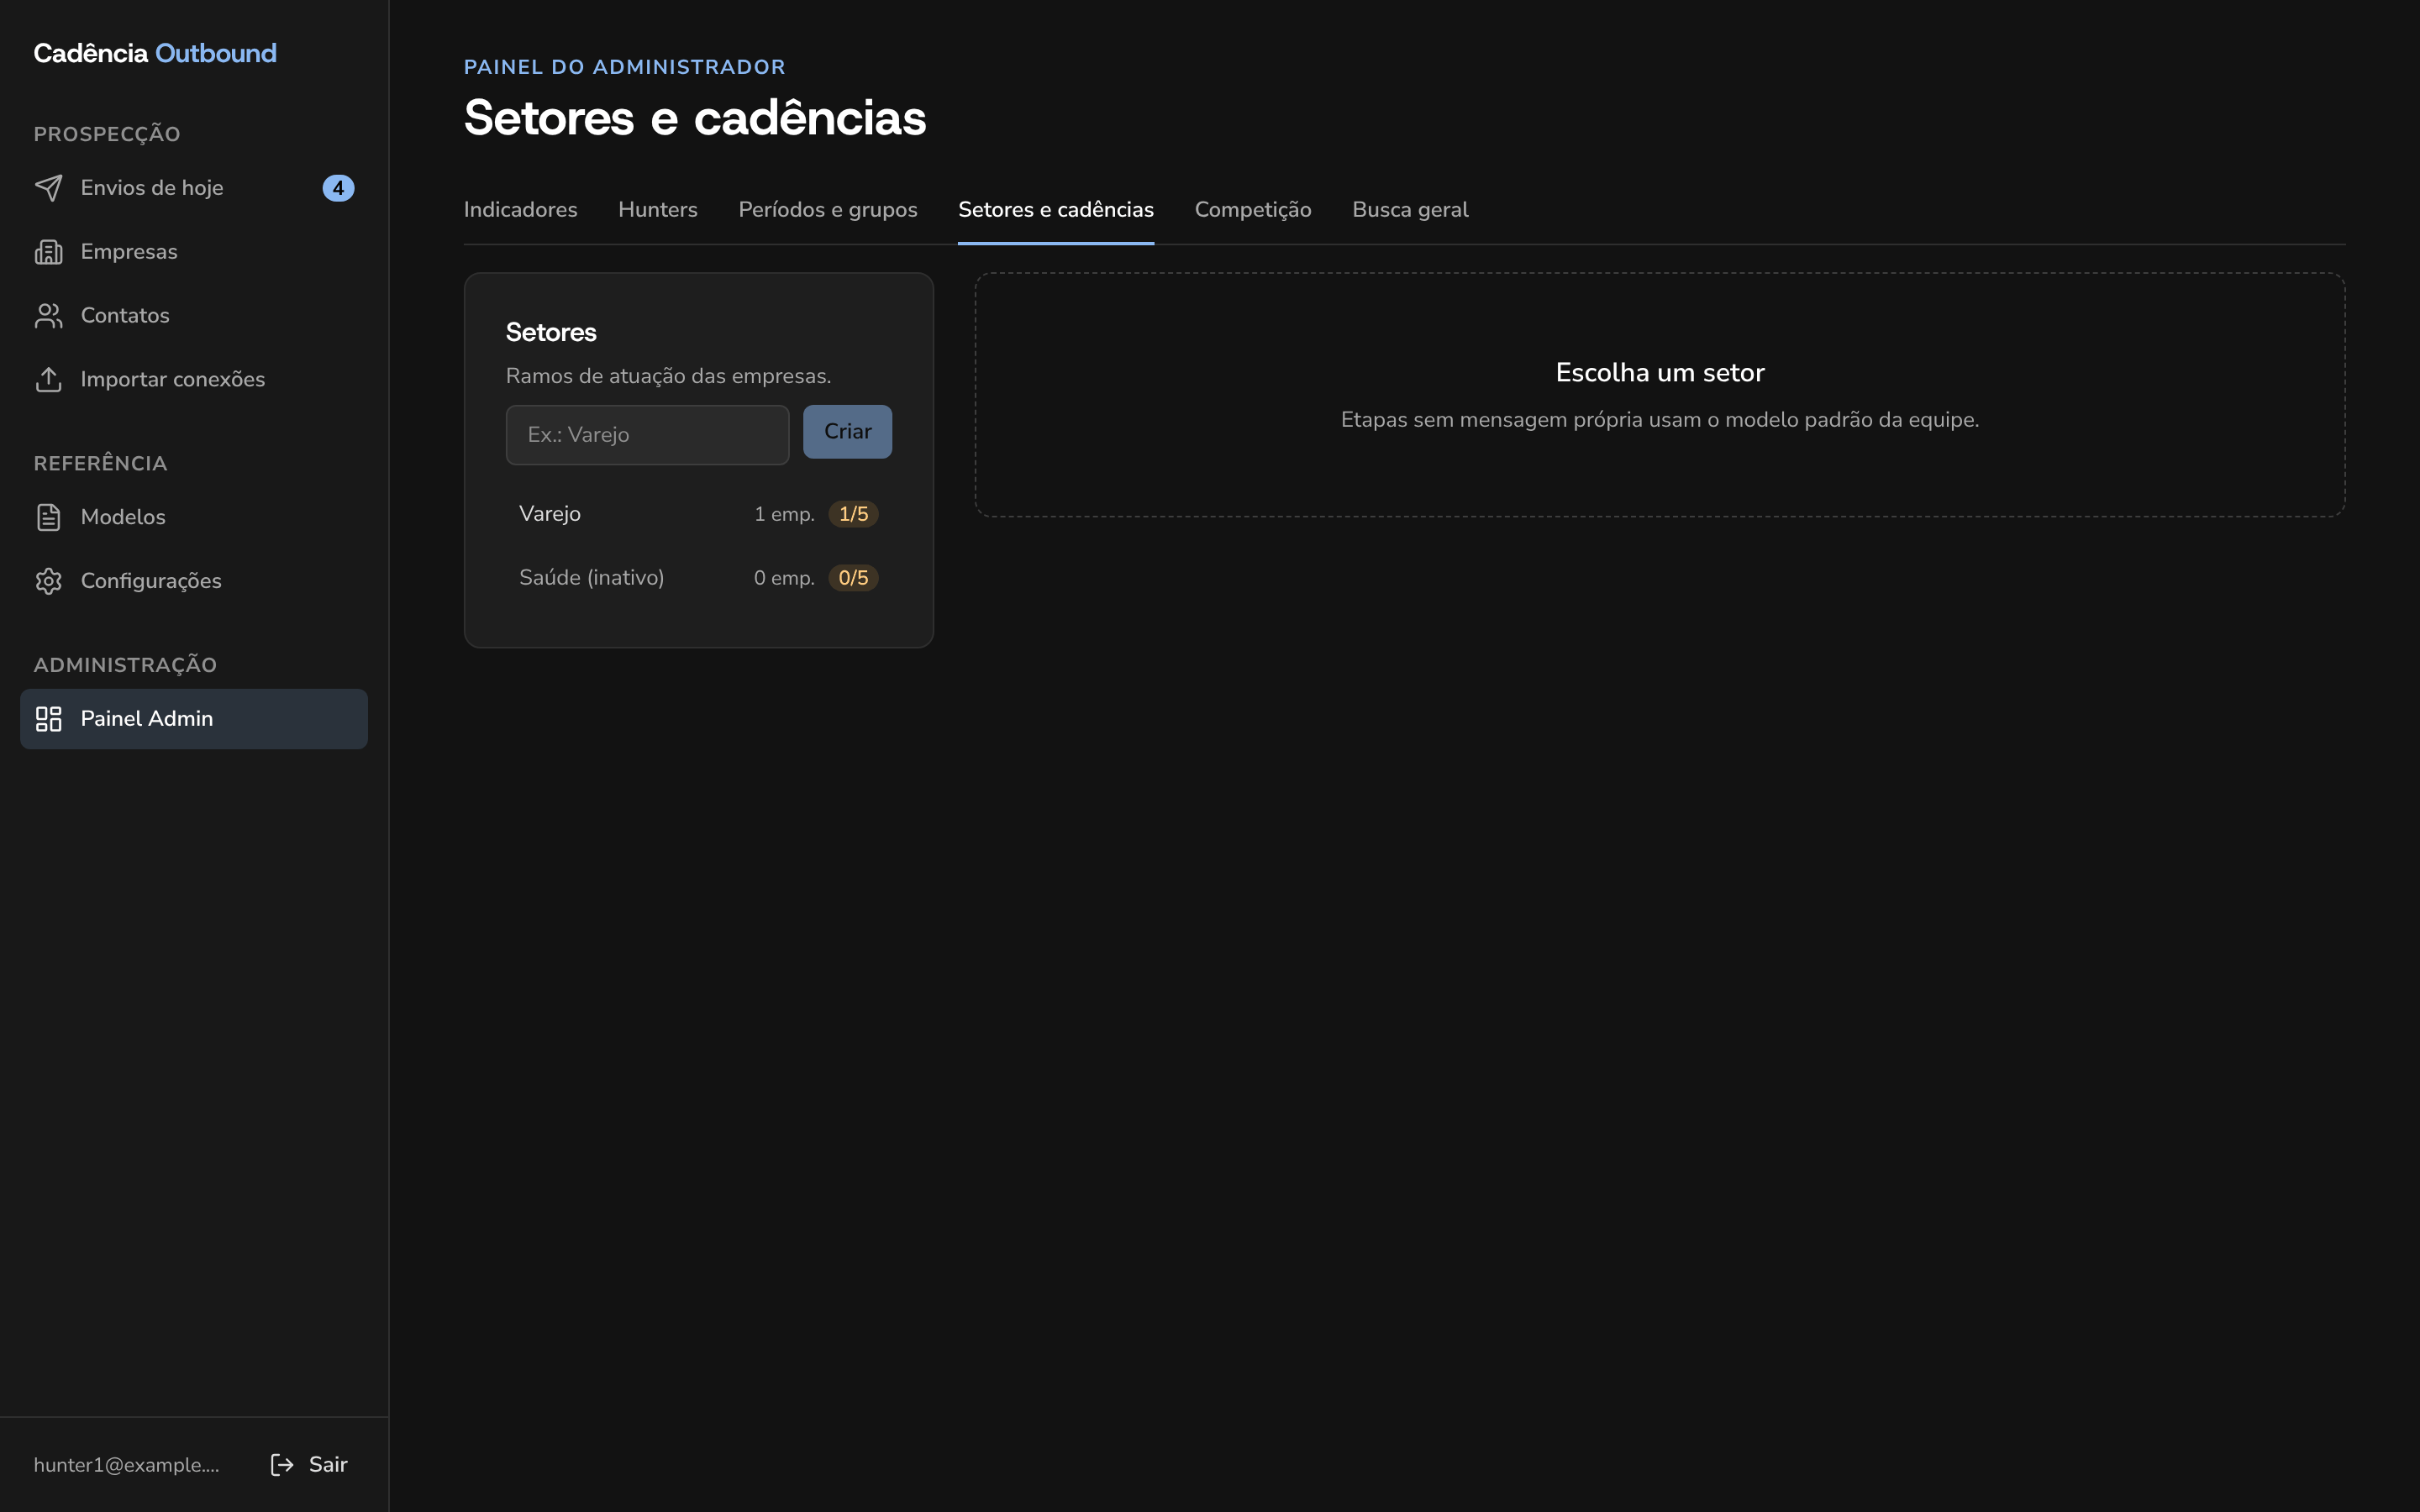 Cadência Outbound
PROSPECÇÃO
Envios de hoje 4
Empresas
Contatos
Importar conexões
REFERÊNCIA
Modelos
Configurações
ADMINISTRAÇÃO
Painel Admin
hunter1@example....
Sair
PAINEL DO ADMINISTRADOR
Setores e cadências
Indicadores Hunters Períodos e grupos Setores e cadências Competição Busca geral
Setores
Ramos de atuação das empresas.
Ex.: Varejo Criar
Varejo 1 emp. 1/5
Saúde (inativo) 0 emp. 0/5
Escolha um setor
Etapas sem mensagem própria usam o modelo padrão da equipe.